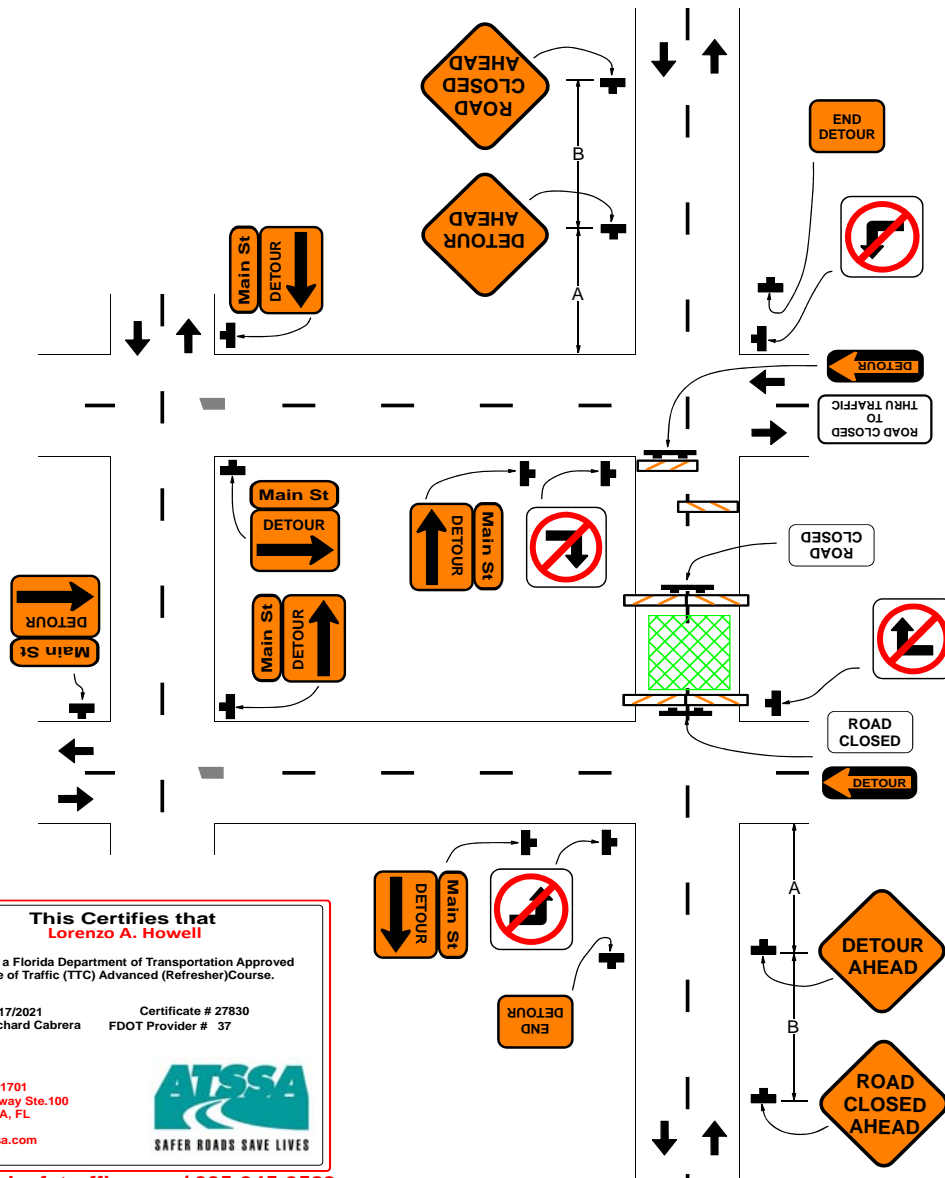 ROAD
CLOSED
AHEAD
B
END
DETOUR
DETOUR
AHEAD
Main St
DETOUR
A
DETOUR
ROAD CLOSED
TO
THRU TRAFFIC
Main St
DETOUR
DETOUR
Main St
ROAD
CLOSED
DETOUR
Main St
Main St
DETOUR
ROAD
CLOSED
DETOUR
A
DETOUR
Main St
DETOUR
AHEAD
END
DETOUR
B
ROAD
CLOSED
AHEAD
This Certifies that
Lorenzo A. Howell
a Florida Department of Transportation Approved
e of Traffic (TTC) Advanced (Refresher)Course.
17/2021
Certificate # 27830
chard Cabrera
FDOT Provider # 37
1701
way Ste.100
A, FL
sa.com
ATSSA
SAFER ROADS SAVE LIVES